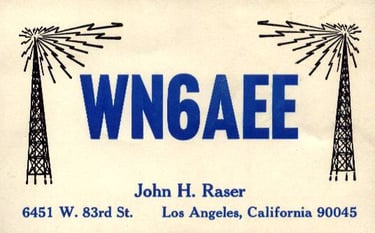 WN6AEE
John H. Raser
6451 W. 83rd St. Los Angeles, California 90045